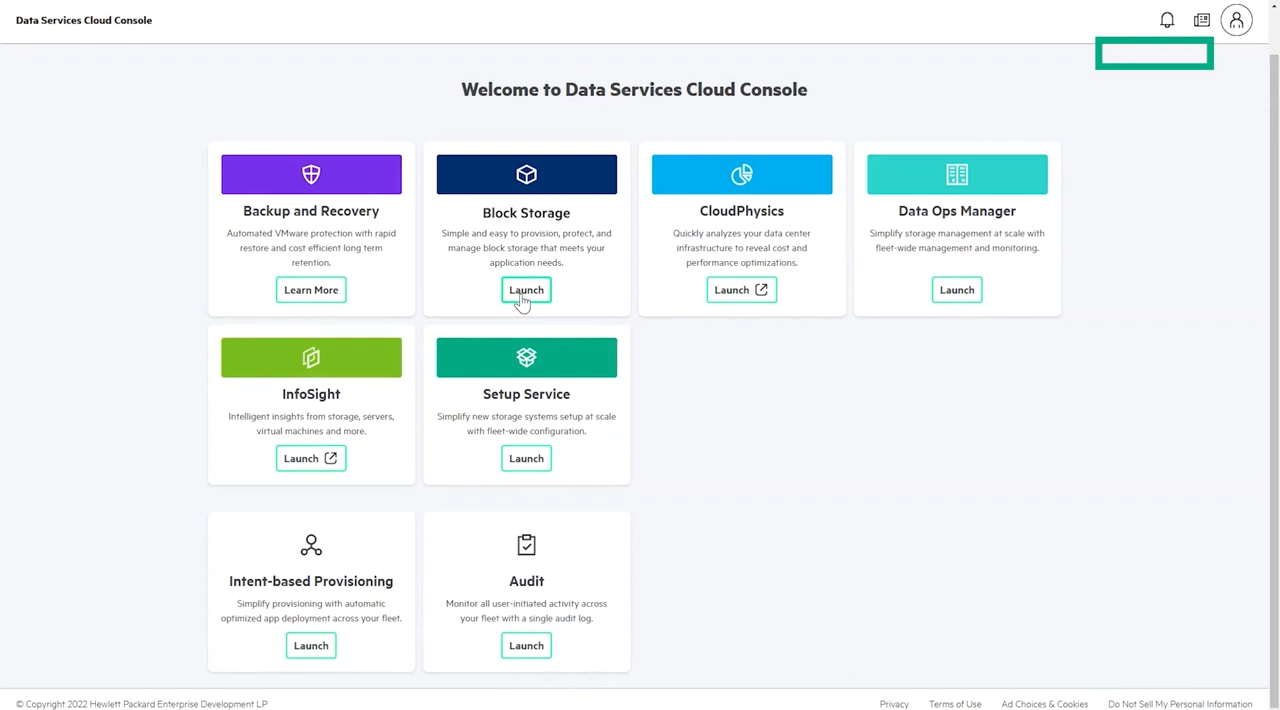 Data Services Cloud Console
Welcome to Data Services Cloud Console
Backup and Recovery
Automated VMware protection with rapid
restore and cost efficient long term
retention.
Learn More
Block Storage
Simple and easy to provision, protect, and
manage block storage that meets your
application needs.
Launch
CloudPhysics
Quickly analyzes your data center
infrastructure to reveal cost and
performance optimizations.
Launch
Data Ops Manager
Simplify storage management at scale with
fleet-wide management and monitoring.
Launch
InfoSight
Intelligent insights from storage, servers,
virtual machines and more.
Launch
Setup Service
Simplify new storage systems setup at scale
with fleet-wide configuration.
Launch
Intent-based Provisioning
Simplify provisioning with automatic
optimized app deployment across your fleet.
Launch
Audit
Monitor all user-initiated activity across
your fleet with a single audit log.
Launch
© Copyright 2022 Hewlett Packard Enterprise Development LP
Privacy
Terms of Use
Ad Choices & Cookies
Do Not Sell My Personal Information